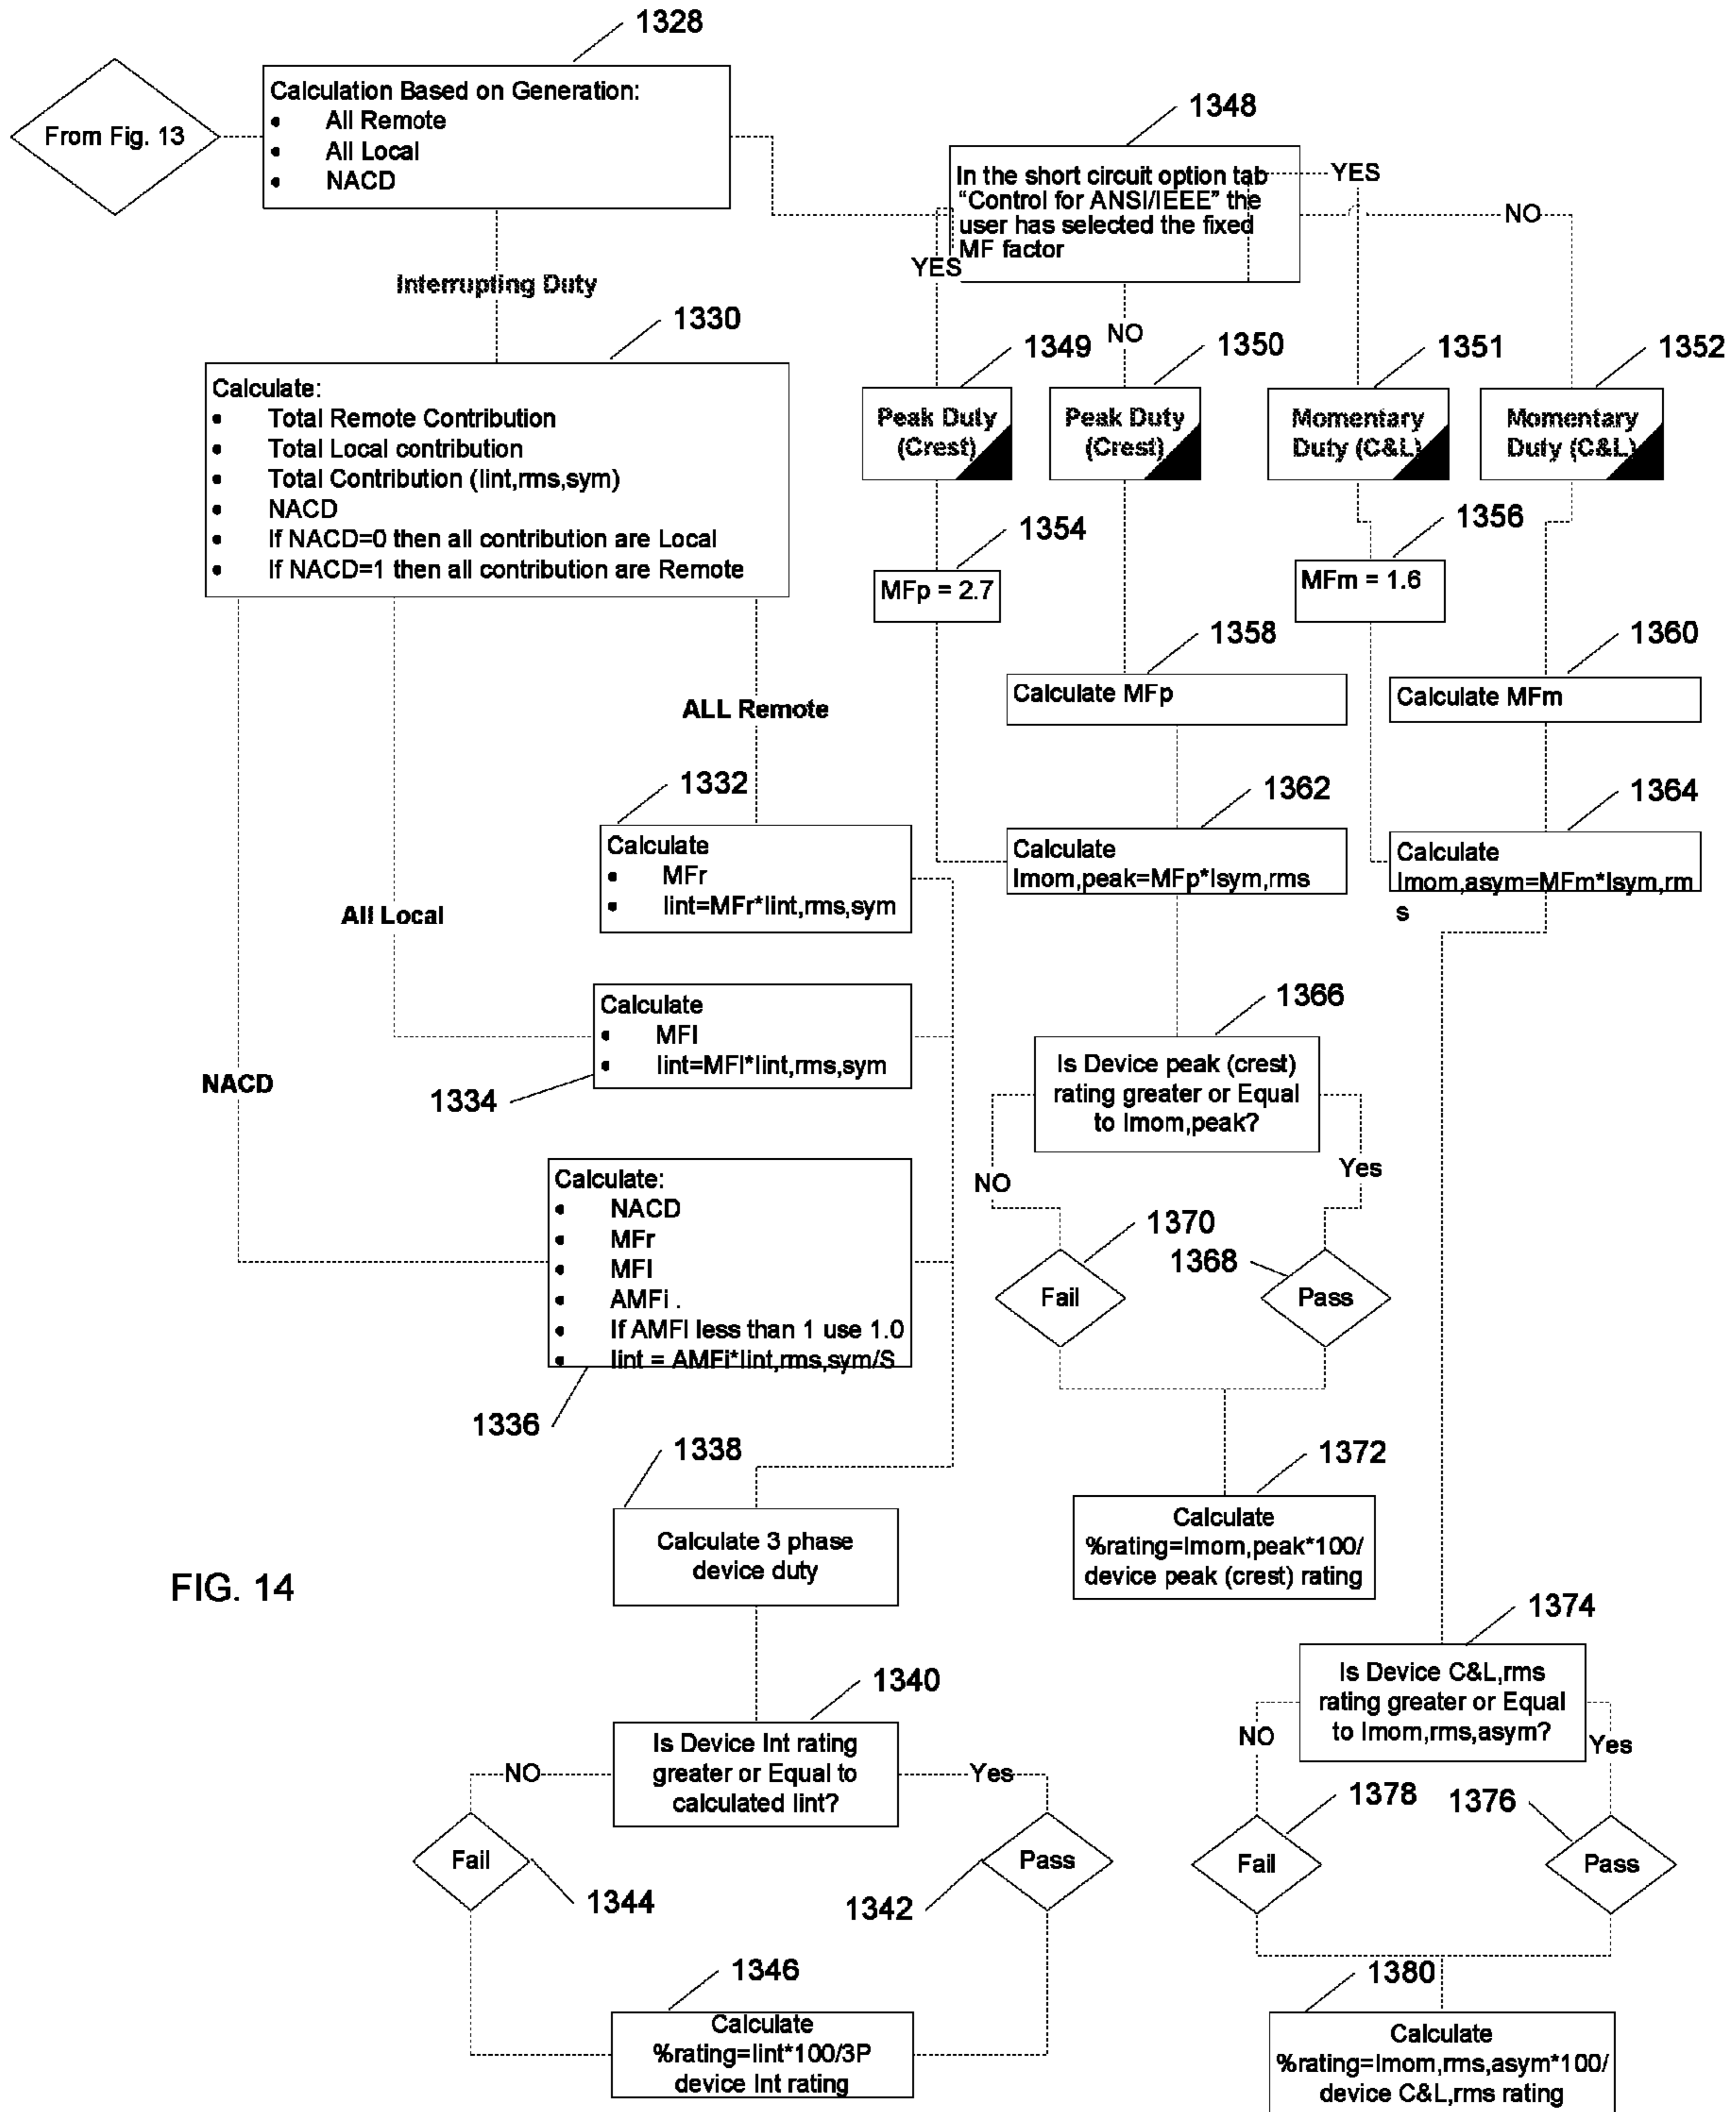 1328
From Fig. 13
Calculation Based on Generation:
• All Remote
• All Local
• NACD
1348
In the short circuit option tab
“Control for ANSI/IEEE” the
user has selected the fixed
MF factor
YES
NO
YES
NO
Interrupting Duty
1330
Calculate:
• Total Remote Contribution
• Total Local contribution
• Total Contribution (Iint,rms,sym)
• NACD
• If NACD=0 then all contribution are Local
• If NACD=1 then all contribution are Remote
1349
Peak Duty
(Crest)
1350
Peak Duty
(Crest)
1351
Momentary
Duty (C&L)
1352
Momentary
Duty (C&L)
1354
MFp = 2.7
1356
MFm = 1.6
1358
Calculate MFp
1360
Calculate MFm
ALL Remote
1332
Calculate
• MFr
• Iint=MFr*Iint,rms,sym
1362
Calculate
Imom,peak=MFp*Isym,rms
1364
Calculate
Imom,asym=MFm*Isym,rm
s
All Local
Calculate
• MFl
• Iint=MFl*Iint,rms,sym
1334
1366
Is Device peak (crest)
rating greater or Equal
to Imom,peak?
NO
Yes
NACD
Calculate:
• NACD
• MFr
• MFl
• AMFi .
• If AMFI less than 1 use 1.0
• Iint = AMFi*Iint,rms,sym/S
1336
1370
Fail
1368
Pass
1338
Calculate 3 phase
device duty
1372
Calculate
%rating=Imom,peak*100/
device peak (crest) rating
FIG. 14
1340
Is Device Int rating
greater or Equal to
calculated Iint?
NO
Yes
Fail
1344
Pass
1342
1346
Calculate
%rating=Iint*100/3P
device Int rating
1374
Is Device C&L,rms
rating greater or Equal
to Imom,rms,asym?
NO
Yes
1378
Fail
1376
Pass
1380
Calculate
%rating=Imom,rms,asym*100/
device C&L,rms rating